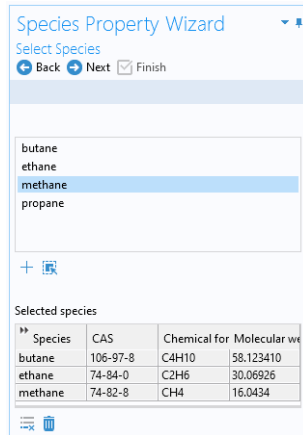 Species Property Wizard
Select Species
Back Next Finish
butane
ethane
methane
propane
Selected species
Species CAS Chemical for Molecular we
butane 106-97-8 C4H10 58.123410
ethane 74-84-0 C2H6 30.06926
methane 74-82-8 CH4 16.0434